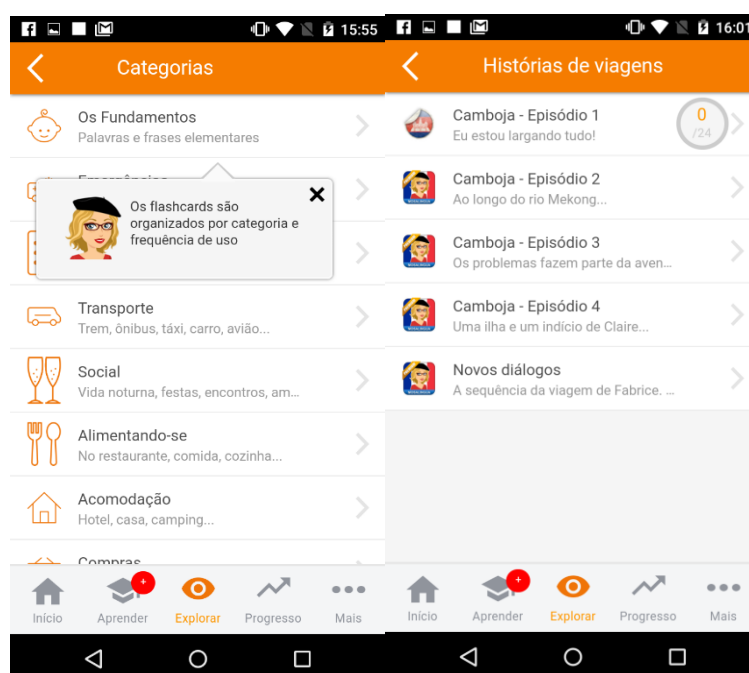 15:55
Categorias
Os Fundamentos
Palavras e frases elementares
Os flashcards são
organizados por categoria e
frequência de uso
Transporte
Trem, ônibus, táxi, carro, avião...
Social
Vida noturna, festas, encontros, am...
Alimentando-se
No restaurante, comida, cozinha...
Acomodação
Hotel, casa, camping...
Compras
Início
Aprender
Explorar
Progresso
Mais
16:01
Histórias de viagens
Camboja - Episódio 1
Eu estou largando tudo!
0
/24
Camboja - Episódio 2
Ao longo do rio Mekong...
Camboja - Episódio 3
Os problemas fazem parte da aven...
Camboja - Episódio 4
Uma ilha e um indício de Claire...
Novos diálogos
A sequência da viagem de Fabrice. ...
Início
Aprender
Explorar
Progresso
Mais